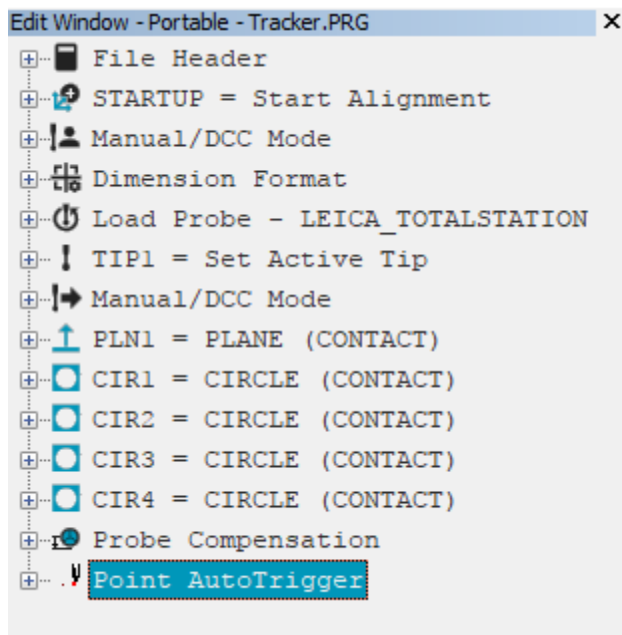 Edit Window - Portable - Tracker.PRG
File Header
STARTUP = Start Alignment
Manual/DCC Mode
Dimension Format
Load Probe - LEICA_TOTALSTATION
TIP1 = Set Active Tip
Manual/DCC Mode
PLN1 = PLANE (CONTACT)
CIR1 = CIRCLE (CONTACT)
CIR2 = CIRCLE (CONTACT)
CIR3 = CIRCLE (CONTACT)
CIR4 = CIRCLE (CONTACT)
Probe Compensation
Point AutoTrigger